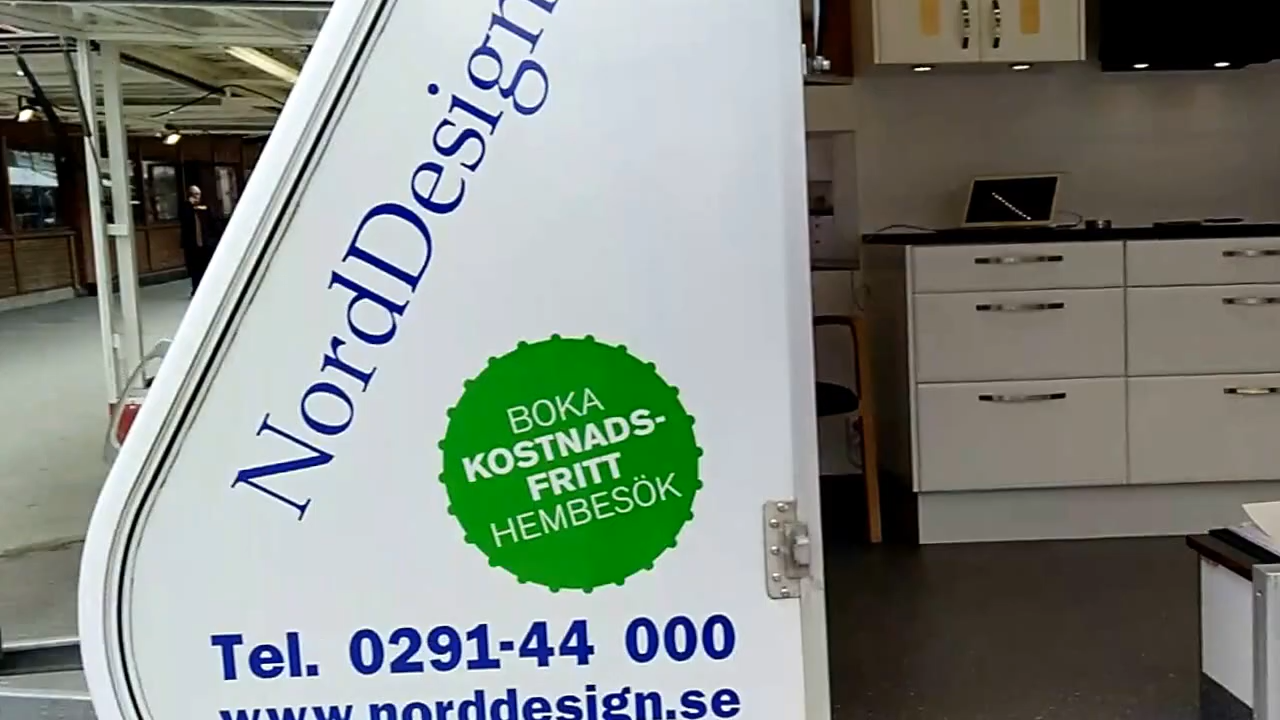 NordDesign
BOKA
KOSTNADS-
FRITT
HEMBESÖK
Tel. 0291-44 000
www.norddesign.se